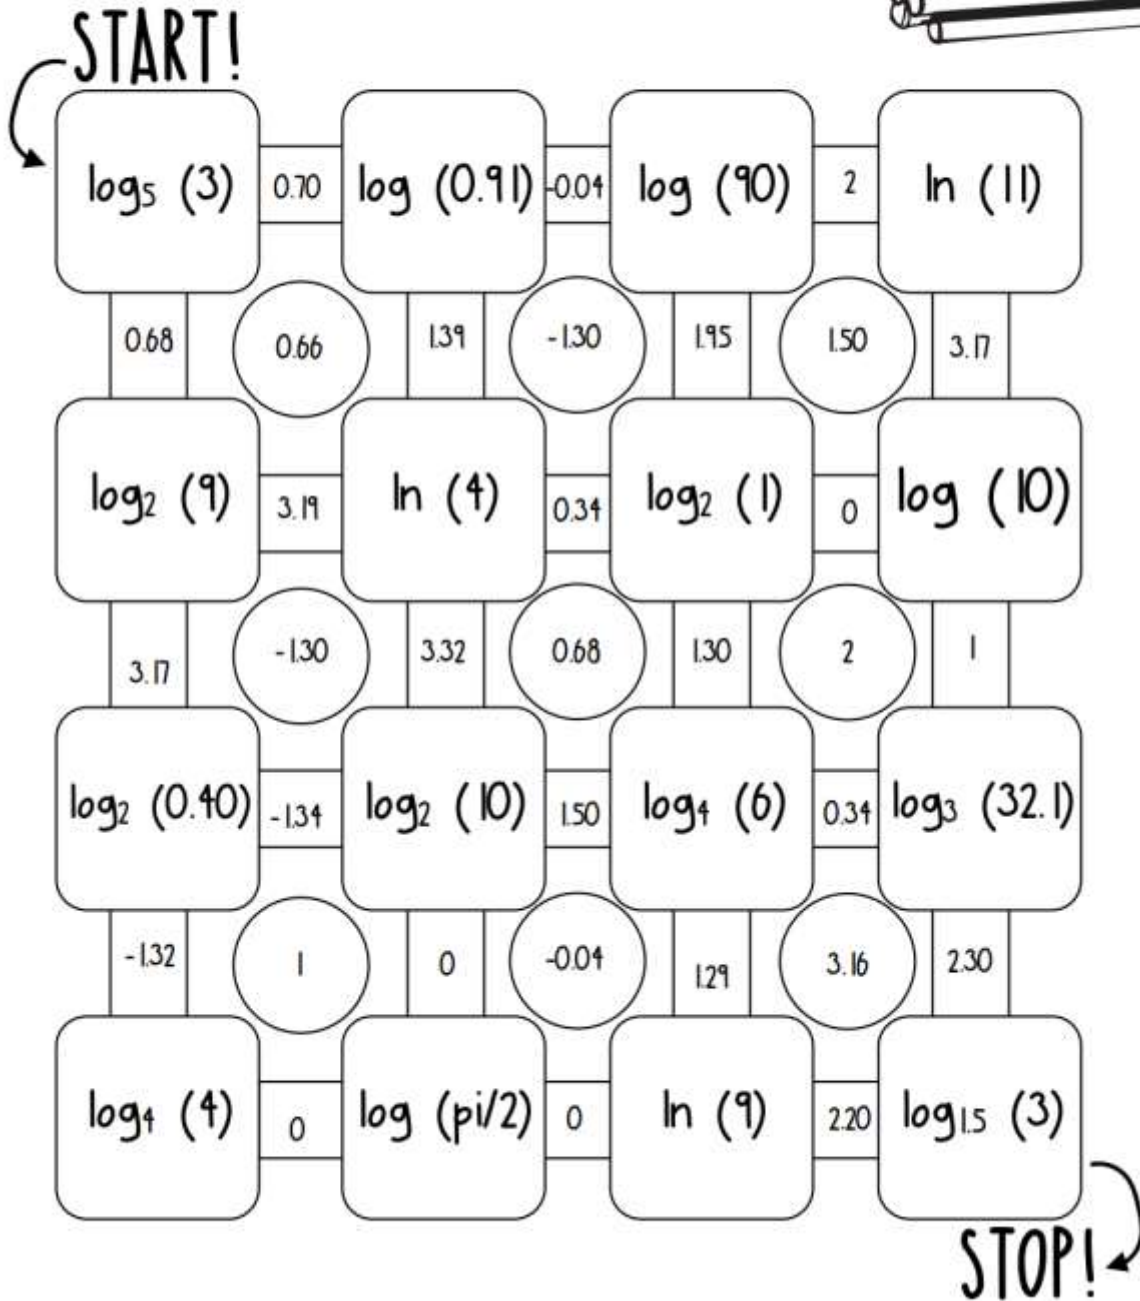 START!
log₅ (3) 0.70 log (0.91) -0.04 log (90) 2 ln (11)
0.68 0.66 1.39 -1.30 1.95 1.50 3.17
log₂ (9) 3.19 ln (4) 0.34 log₂ (1) 0 log (10)
3.17 -1.30 3.32 0.68 1.30 2 1
log₂ (0.40) -1.34 log₂ (10) 1.50 log₄ (6) 0.34 log₃ (32.1)
-1.32 1 0 -0.04 1.29 3.16 2.30
log₄ (4) 0 log (pi/2) 0 ln (9) 2.20 log₁.₅ (3)
STOP!